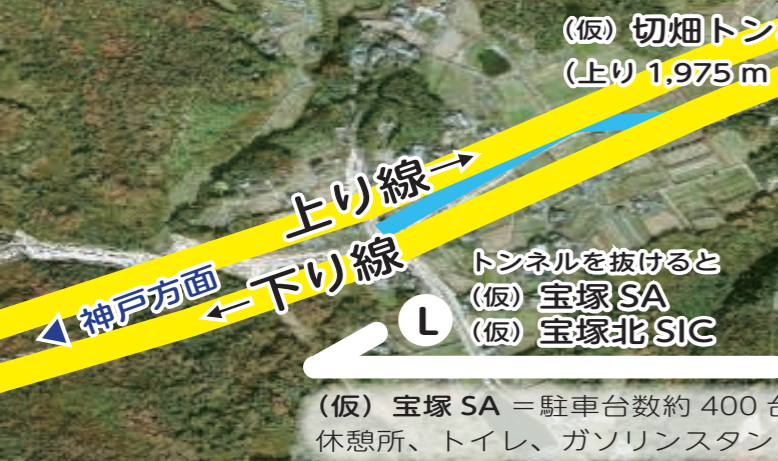 (仮) 切畑トン
(上り 1,975 m
上り線→
←下り線
◀ 神戸方面
トンネルを抜けると
L (仮) 宝塚 SA
(仮) 宝塚北 SIC
(仮) 宝塚 SA ＝駐車台数約 400 台
休憩所、トイレ、ガソリンスタン